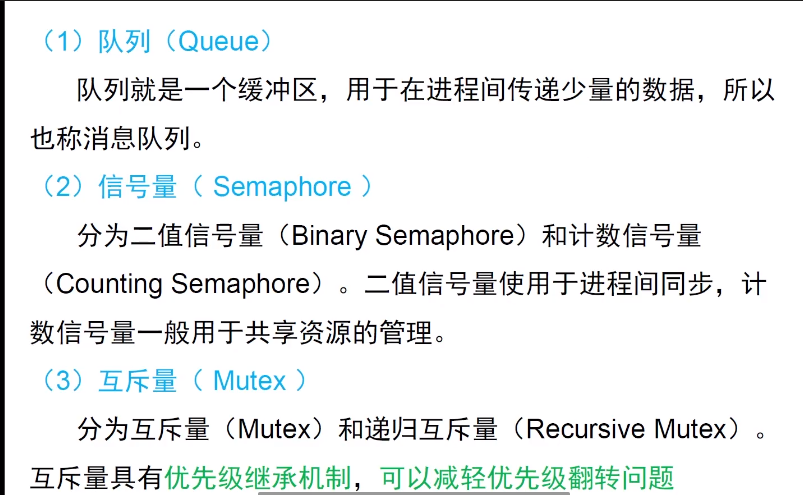 （1）队列（Queue）
队列就是一个缓冲区，用于在进程间传递少量的数据，所以
也称消息队列。
（2）信号量（ Semaphore ）
分为二值信号量（Binary Semaphore）和计数信号量
（Counting Semaphore）。二值信号量使用于进程间同步，计
数信号量一般用于共享资源的管理。
（3）互斥量（ Mutex ）
分为互斥量（Mutex）和递归互斥量（Recursive Mutex）。
互斥量具有优先级继承机制，可以减轻优先级翻转问题